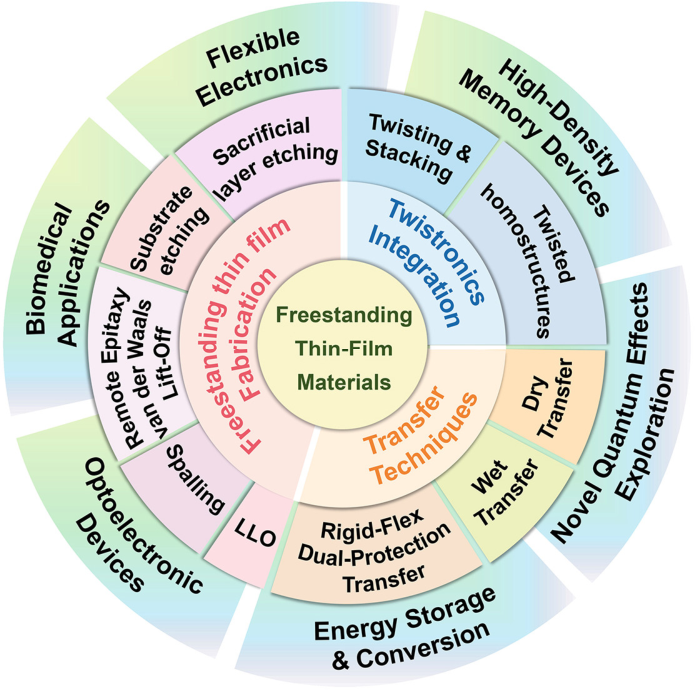 Freestanding
Thin-Film
Materials
Freestanding thin film
Fabrication
Twistronics
Integration
Transfer
Techniques
Sacrificial
layer etching
Substrate
etching
Remote Epitaxy
van der Waals
Lift-Off
Spalling
LLO
Twisting &
Stacking
Twisted
homostructures
Dry
Transfer
Wet
Transfer
Rigid-Flex
Dual-Protection
Transfer
Flexible
Electronics
High-Density
Memory Devices
Novel Quantum Effects
Exploration
Energy Storage
& Conversion
Optoelectronic
Devices
Biomedical
Applications